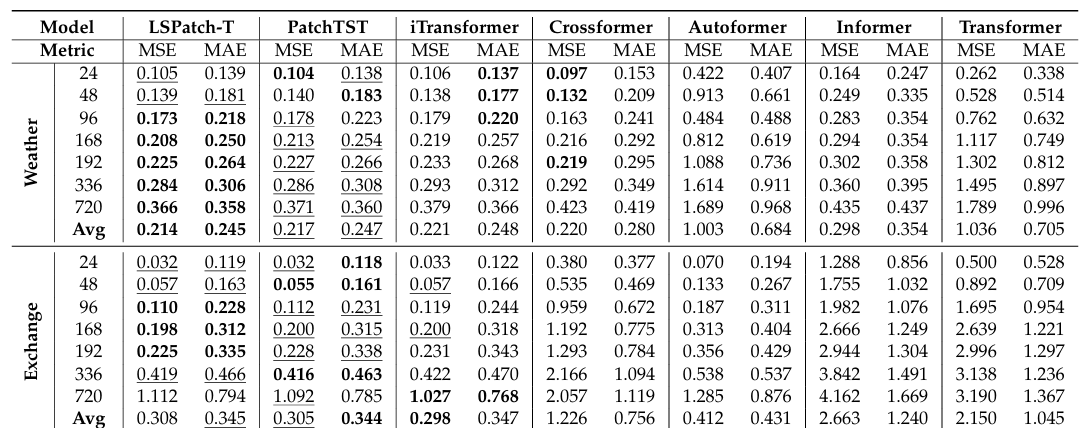 Model LSPatch-T PatchTST iTransformer Crossformer Autoformer Informer Transformer
Metric MSE MAE MSE MAE MSE MAE MSE MAE MSE MAE MSE MAE MSE MAE
Weather
24 0.105 0.139 0.104 0.138 0.106 0.137 0.097 0.153 0.422 0.407 0.164 0.247 0.262 0.338
48 0.139 0.181 0.140 0.183 0.138 0.177 0.132 0.209 0.913 0.661 0.249 0.335 0.528 0.514
96 0.173 0.218 0.178 0.223 0.179 0.220 0.163 0.241 0.484 0.488 0.283 0.354 0.762 0.632
168 0.208 0.250 0.213 0.254 0.219 0.257 0.216 0.292 0.812 0.619 0.294 0.354 1.117 0.749
192 0.225 0.264 0.227 0.266 0.233 0.268 0.219 0.295 1.088 0.736 0.302 0.358 1.302 0.812
336 0.284 0.306 0.286 0.308 0.293 0.312 0.292 0.349 1.614 0.911 0.360 0.395 1.495 0.897
720 0.366 0.358 0.371 0.360 0.379 0.366 0.423 0.419 1.689 0.968 0.435 0.437 1.789 0.996
Avg 0.214 0.245 0.217 0.247 0.221 0.248 0.220 0.280 1.003 0.684 0.298 0.354 1.036 0.705
Exchange
24 0.032 0.119 0.032 0.118 0.033 0.122 0.380 0.377 0.070 0.194 1.288 0.856 0.500 0.528
48 0.057 0.163 0.055 0.161 0.057 0.166 0.535 0.469 0.133 0.267 1.755 1.032 0.892 0.709
96 0.110 0.228 0.112 0.231 0.119 0.244 0.959 0.672 0.187 0.311 1.982 1.076 1.695 0.954
168 0.198 0.312 0.200 0.315 0.200 0.318 1.192 0.775 0.313 0.404 2.666 1.249 2.639 1.221
192 0.225 0.335 0.228 0.338 0.231 0.343 1.293 0.784 0.356 0.429 2.944 1.304 2.996 1.297
336 0.419 0.466 0.416 0.463 0.422 0.470 2.166 1.094 0.538 0.537 3.842 1.491 3.138 1.236
720 1.112 0.794 1.092 0.785 1.027 0.768 2.057 1.119 1.285 0.876 4.162 1.669 3.190 1.367
Avg 0.308 0.345 0.305 0.344 0.298 0.347 1.226 0.756 0.412 0.431 2.663 1.240 2.150 1.045